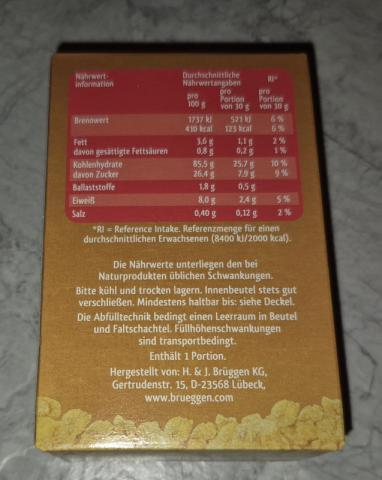 Nährwert- Durchschnittliche RI*
information Nährwertangaben
pro pro pro
100 g Portion Portion
von 30 g von 30 g
Brennwert 1737 kJ 521 kJ 6 %
410 kcal 123 kcal 6 %
Fett 3,6 g 1,1 g 2 %
davon gesättigte Fettsäuren 0,8 g 0,2 g 1 %
Kohlenhydrate 85,5 g 25,7 g 10 %
davon Zucker 26,4 g 7,9 g 9 %
Ballaststoffe 1,8 g 0,5 g
Eiweiß 8,0 g 2,4 g 5 %
Salz 0,40 g 0,12 g 2 %
*RI = Reference Intake. Referenzmenge für einen
durchschnittlichen Erwachsenen (8400 kJ/2000 kcal).
Die Nährwerte unterliegen den bei
Naturprodukten üblichen Schwankungen.
Bitte kühl und trocken lagern. Innenbeutel stets gut
verschließen. Mindestens haltbar bis: siehe Deckel.
Die Abfülltechnik bedingt einen Leerraum in Beutel
und Faltschachtel. Füllhöhenschwankungen
sind transportbedingt.
Enthält 1 Portion.
Hergestellt von: H. & J. Brüggen KG,
Gertrudenstr. 15, D-23568 Lübeck,
www.brueggen.com